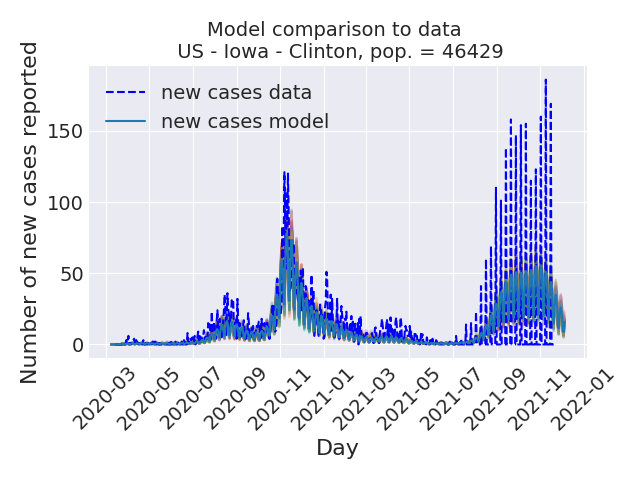 Model comparison to data
US - Iowa - Clinton, pop. = 46429
new cases data
new cases model
Number of new cases reported
150
100
50
0
2020-03
2020-05
2020-07
2020-09
2020-11
2021-01
2021-03
2021-05
2021-07
2021-09
2021-11
2022-01
Day